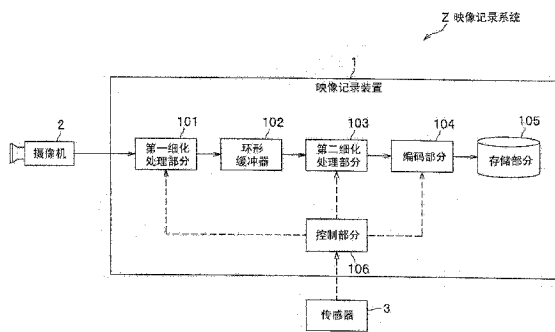 Z 映像记录系统
1
映像记录装置
2
摄像机
101
第一细化
处理部分
102
环形
缓冲器
103
第二细化
处理部分
104
编码部分
105
存储部分
控制部分
106
传感器
3